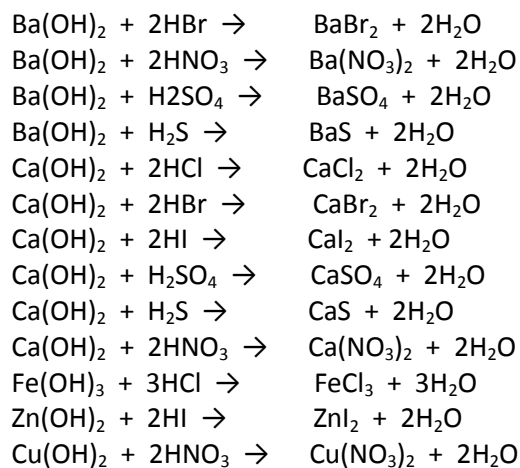 Ba(OH)₂ + 2HBr → BaBr₂ + 2H₂O
Ba(OH)₂ + 2HNO₃ → Ba(NO₃)₂ + 2H₂O
Ba(OH)₂ + H2SO₄ → BaSO₄ + 2H₂O
Ba(OH)₂ + H₂S → BaS + 2H₂O
Ca(OH)₂ + 2HCl → CaCl₂ + 2H₂O
Ca(OH)₂ + 2HBr → CaBr₂ + 2H₂O
Ca(OH)₂ + 2HI → CaI₂ + 2H₂O
Ca(OH)₂ + H₂SO₄ → CaSO₄ + 2H₂O
Ca(OH)₂ + H₂S → CaS + 2H₂O
Ca(OH)₂ + 2HNO₃ → Ca(NO₃)₂ + 2H₂O
Fe(OH)₃ + 3HCl → FeCl₃ + 3H₂O
Zn(OH)₂ + 2HI → ZnI₂ + 2H₂O
Cu(OH)₂ + 2HNO₃ → Cu(NO₃)₂ + 2H₂O